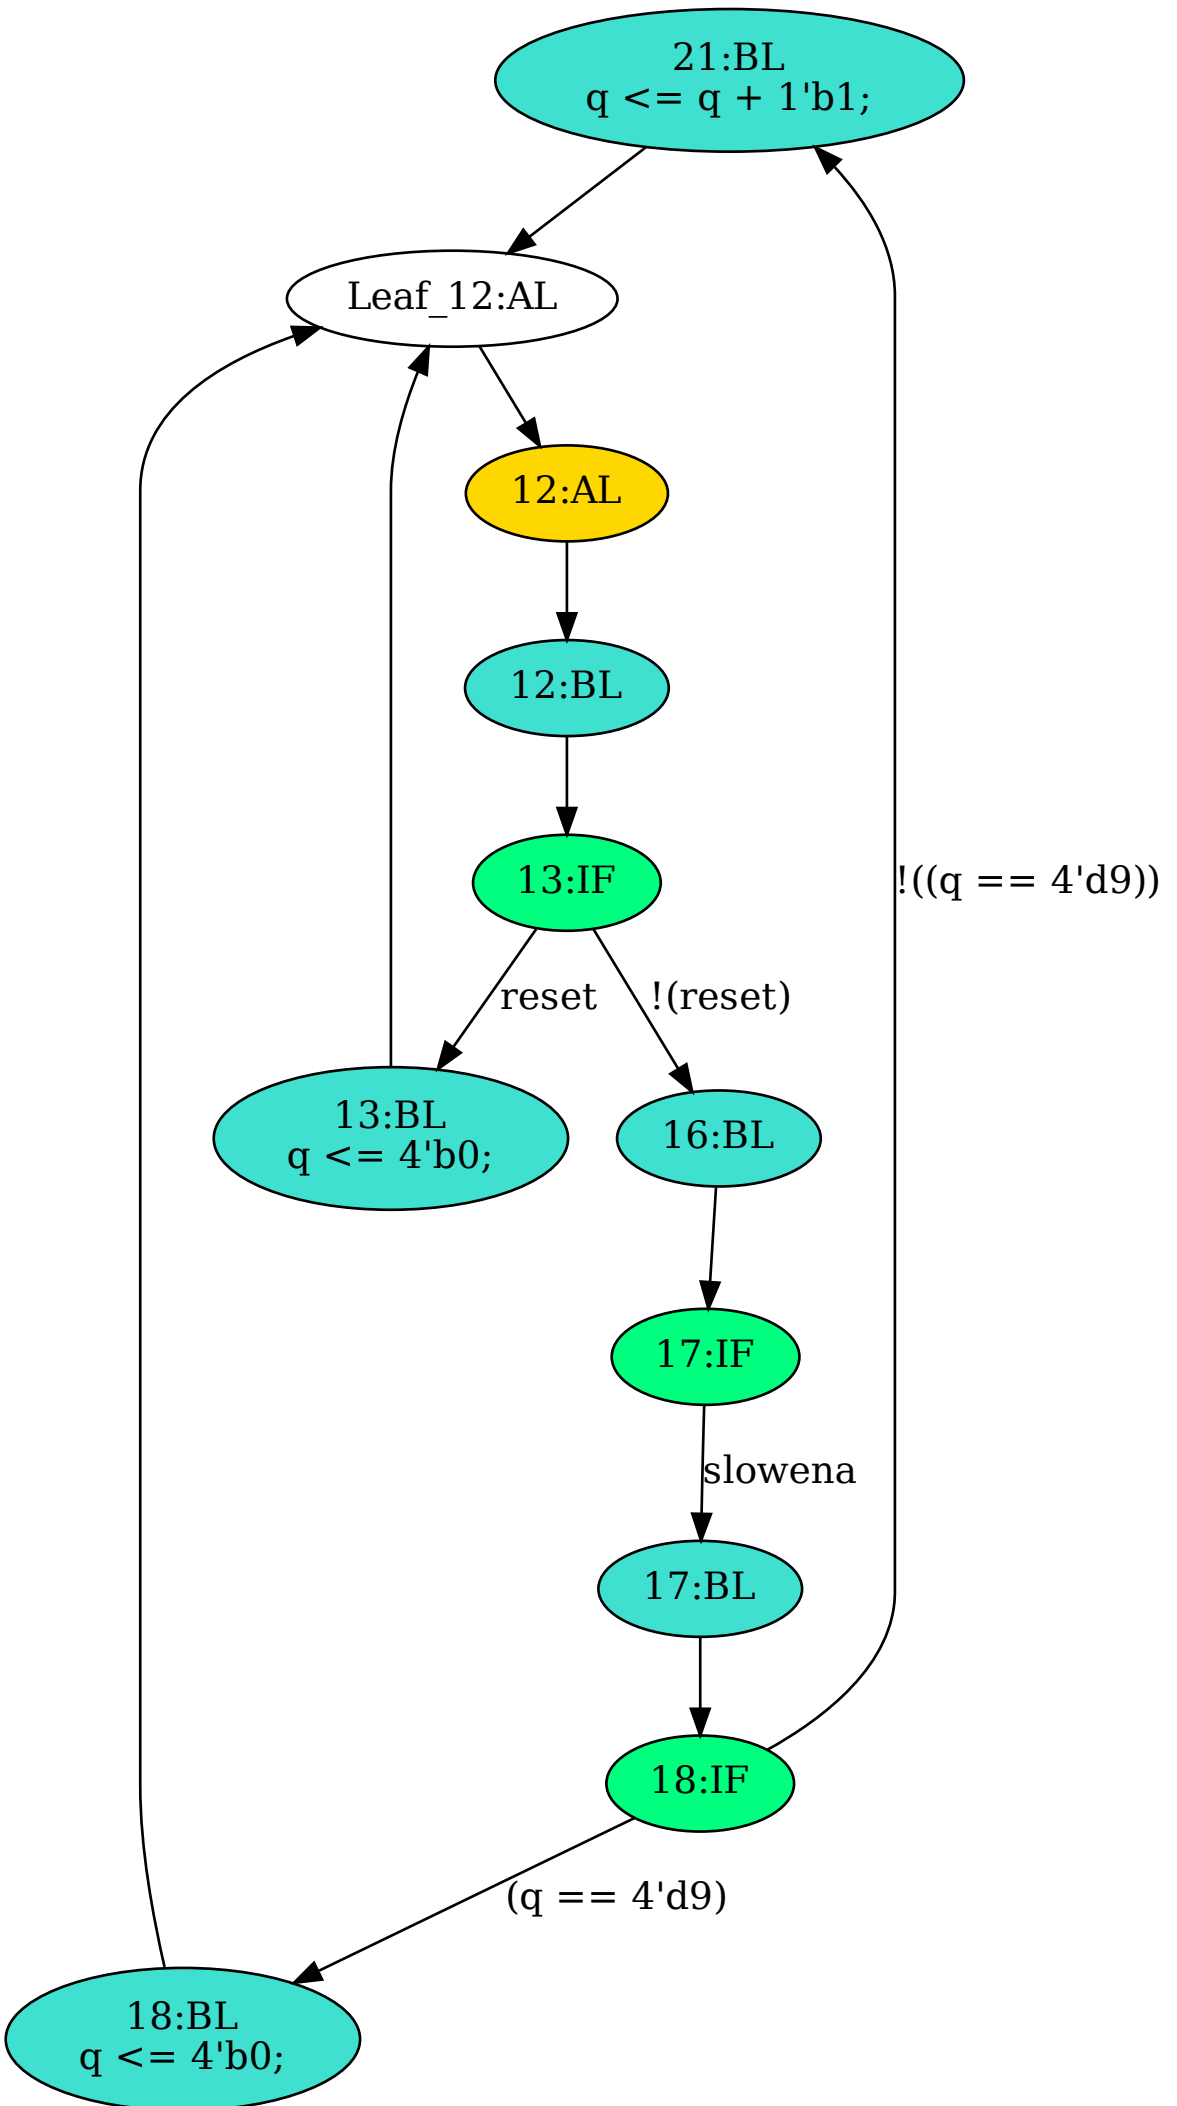 21:BL
q <= q + 1'b1;
Leaf_12:AL
12:AL
12:BL
13:IF
!((q == 4'd9))
reset
!(reset)
13:BL
q <= 4'b0;
16:BL
17:IF
slowena
17:BL
18:IF
(q == 4'd9)
18:BL
q <= 4'b0;